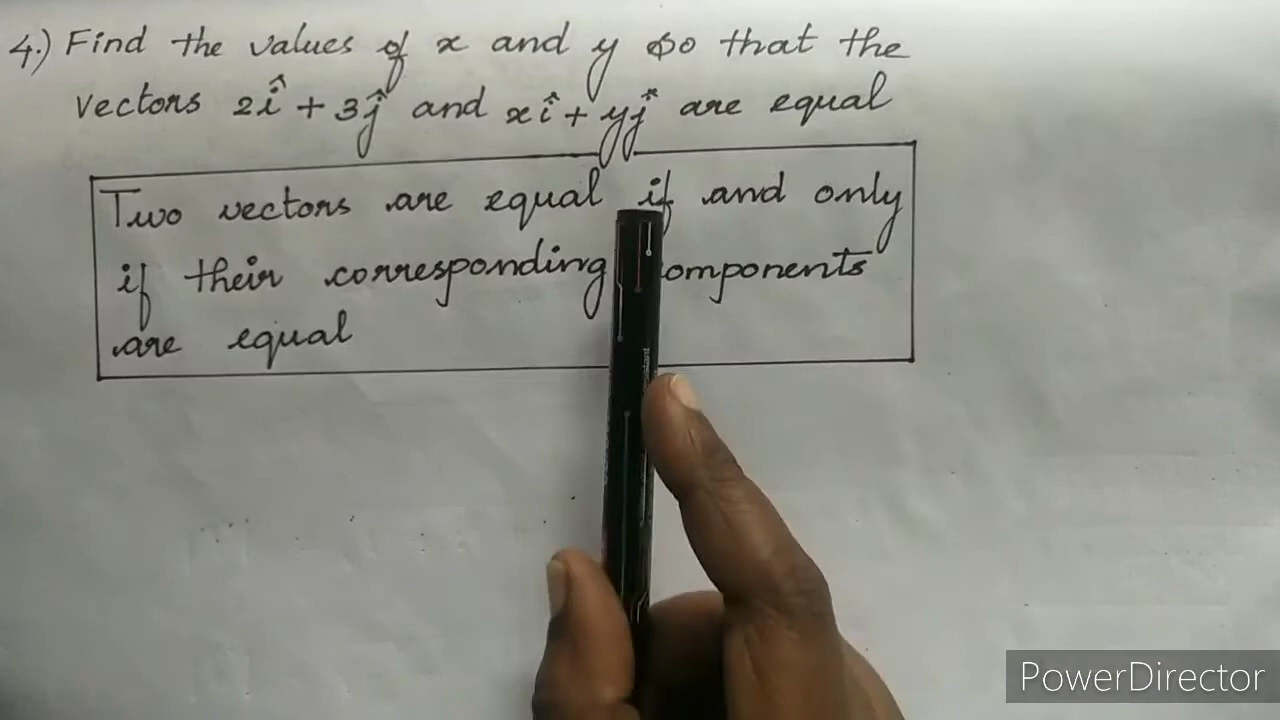 4.) Find the values of x and y so that the
vectors 2î + 3ĵ and xî + yĵ are equal
Two vectors are equal if and only
if their corresponding omponents
are equal
PowerDirector